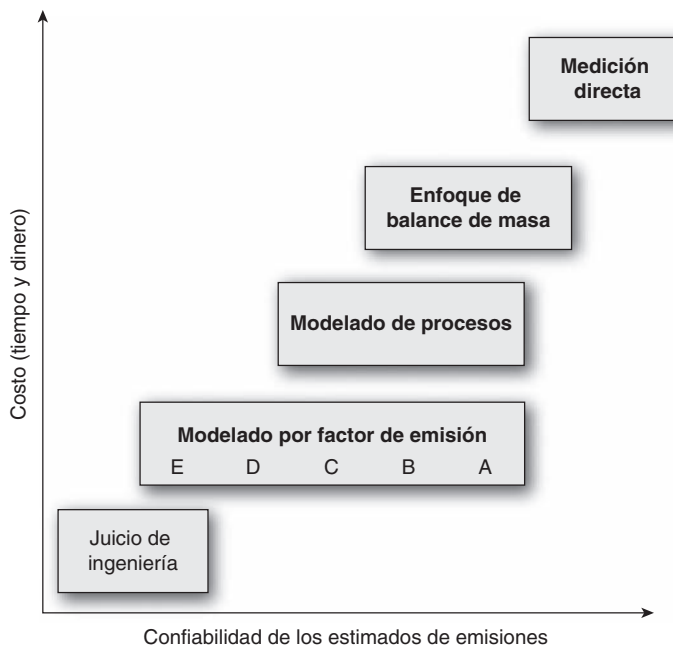 Medición
directa
Enfoque de
balance de masa
Modelado de procesos
Modelado por factor de emisión
E D C B A
Juicio de
ingeniería
Costo (tiempo y dinero)
Confiabilidad de los estimados de emisiones